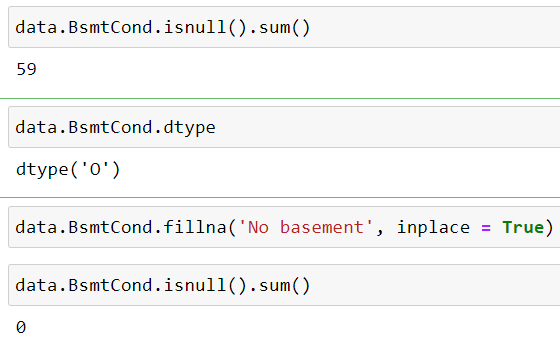 data.BsmtCond.isnull().sum()
59
data.BsmtCond.dtype
dtype('O')
data.BsmtCond.fillna('No basement', inplace = True)
data.BsmtCond.isnull().sum()
0